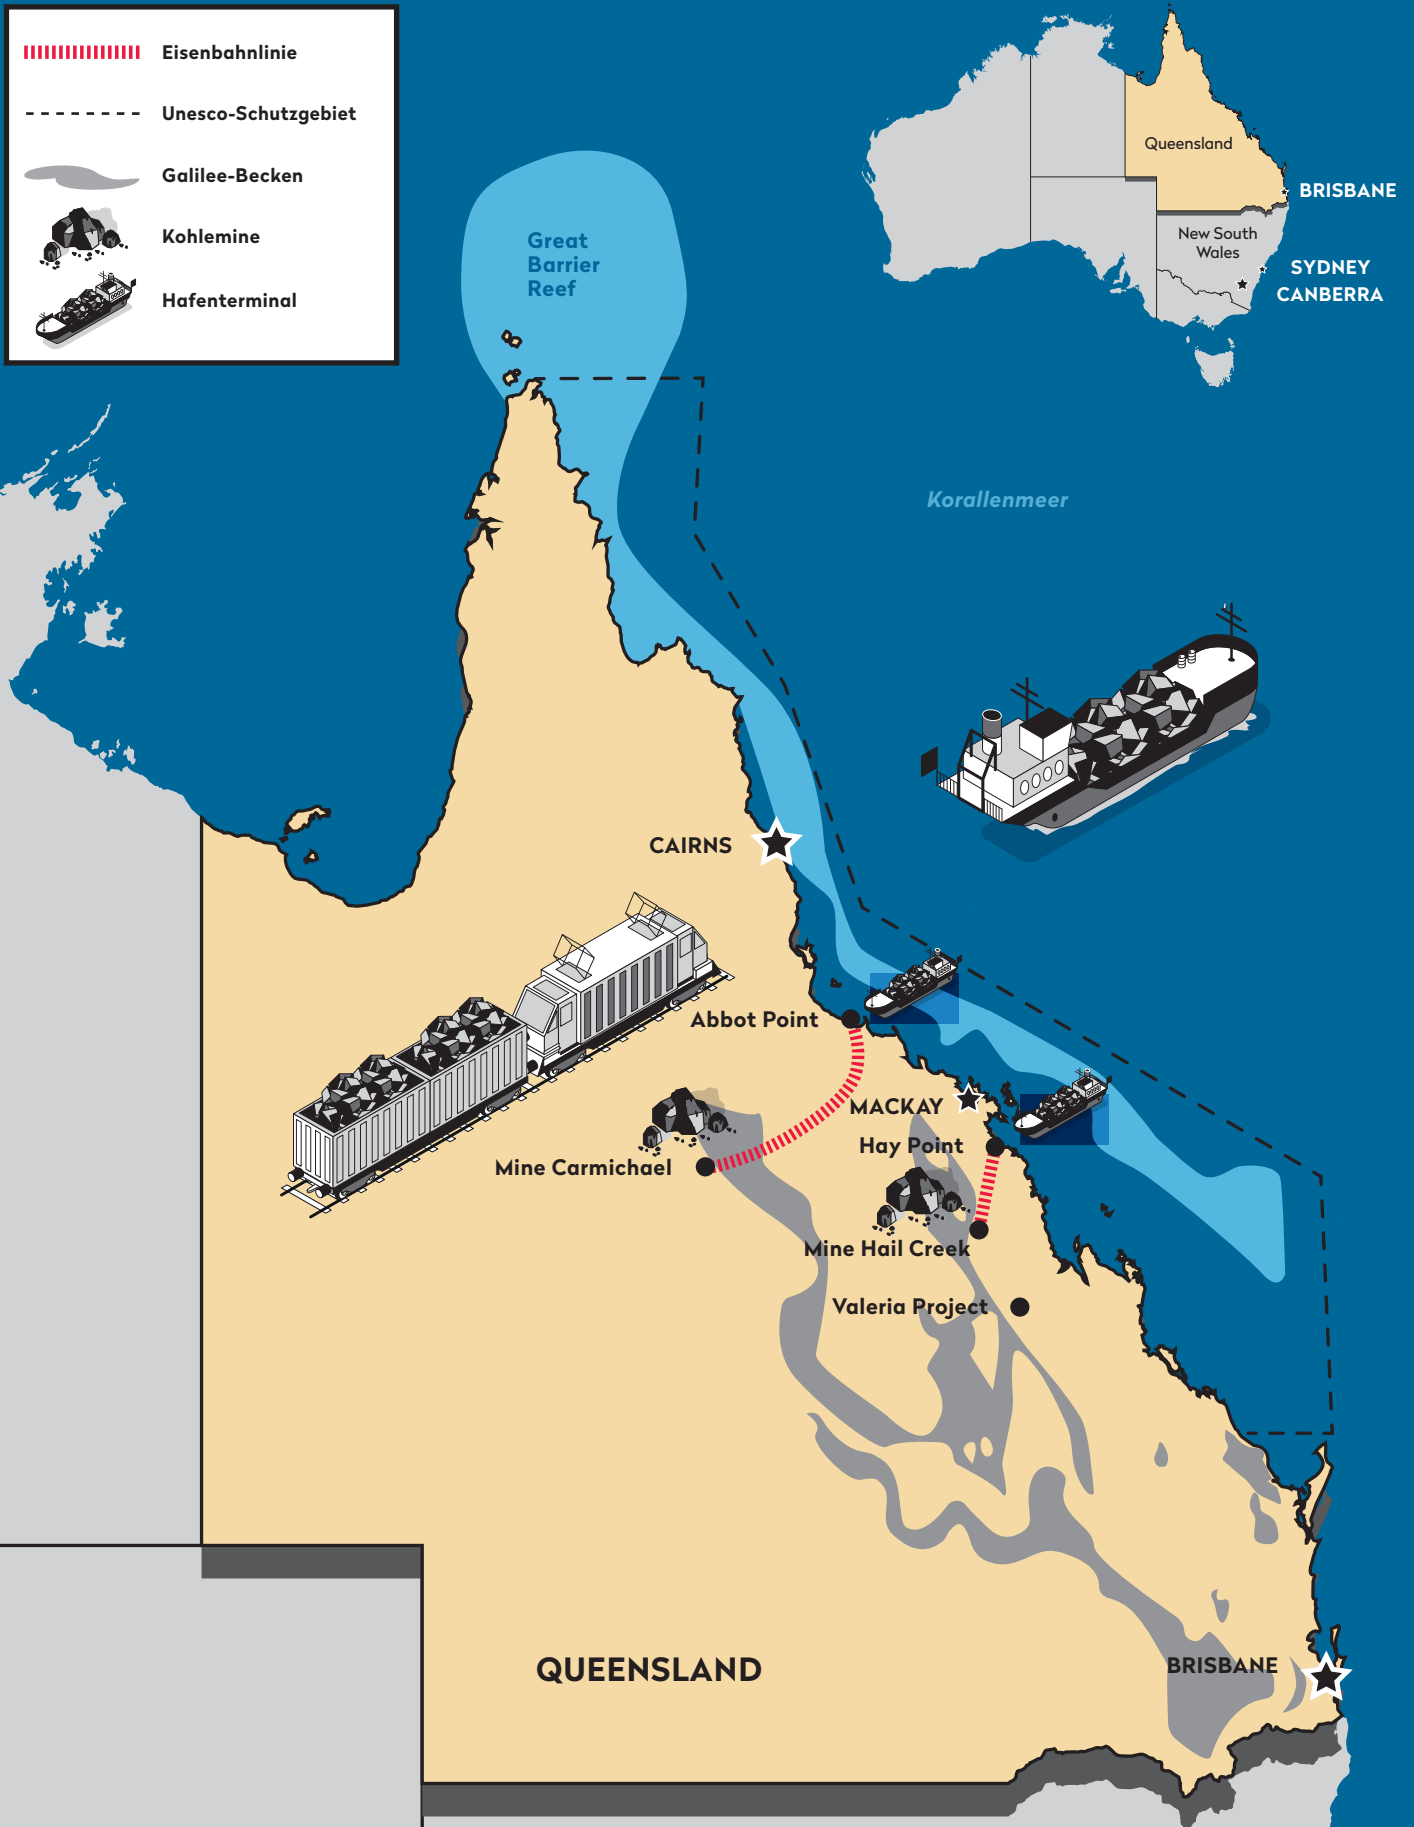 Eisenbahnlinie
Unesco-Schutzgebiet
Galilee-Becken
Kohlemine
Hafenterminal
Queensland
BRISBANE
New South
Wales
SYDNEY
CANBERRA
Great
Barrier
Reef
Korallenmeer
CAIRNS
Abbot Point
MACKAY
Hay Point
Mine Carmichael
Mine Hail Creek
Valeria Project
QUEENSLAND
BRISBANE